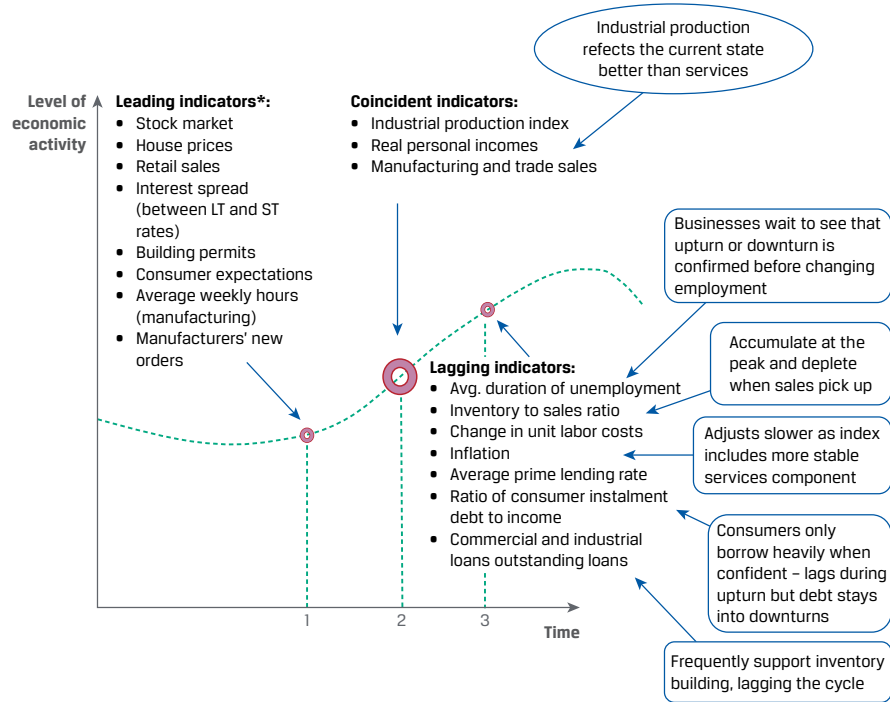 Industrial production
refects the current state
better than services
Level of
economic
activity
Leading indicators*:
• Stock market
• House prices
• Retail sales
• Interest spread
(between LT and ST
rates)
• Building permits
• Consumer expectations
• Average weekly hours
(manufacturing)
• Manufacturers' new
orders
Coincident indicators:
• Industrial production index
• Real personal incomes
• Manufacturing and trade sales
Businesses wait to see that
upturn or downturn is
confirmed before changing
employment
Lagging indicators:
• Avg. duration of unemployment
• Inventory to sales ratio
• Change in unit labor costs
• Inflation
• Average prime lending rate
• Ratio of consumer instalment
debt to income
• Commercial and industrial
loans outstanding loans
Accumulate at the
peak and deplete
when sales pick up
Adjusts slower as index
includes more stable
services component
Consumers only
borrow heavily when
confident – lags during
upturn but debt stays
into downturns
Frequently support inventory
building, lagging the cycle
1
2
3
Time